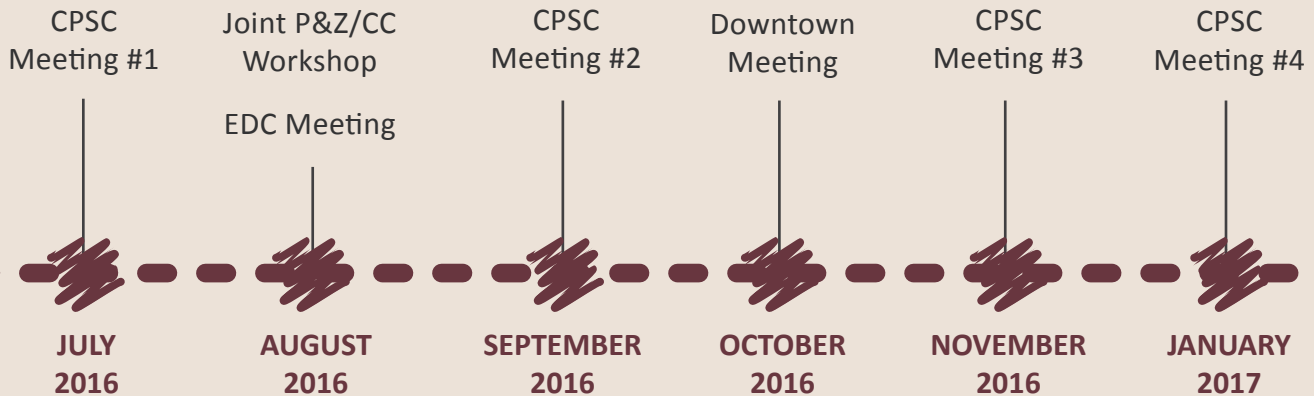 CPSC
Meeting #1
Joint P&Z/CC
Workshop
EDC Meeting
CPSC
Meeting #2
Downtown
Meeting
CPSC
Meeting #3
CPSC
Meeting #4
JULY
2016
AUGUST
2016
SEPTEMBER
2016
OCTOBER
2016
NOVEMBER
2016
JANUARY
2017